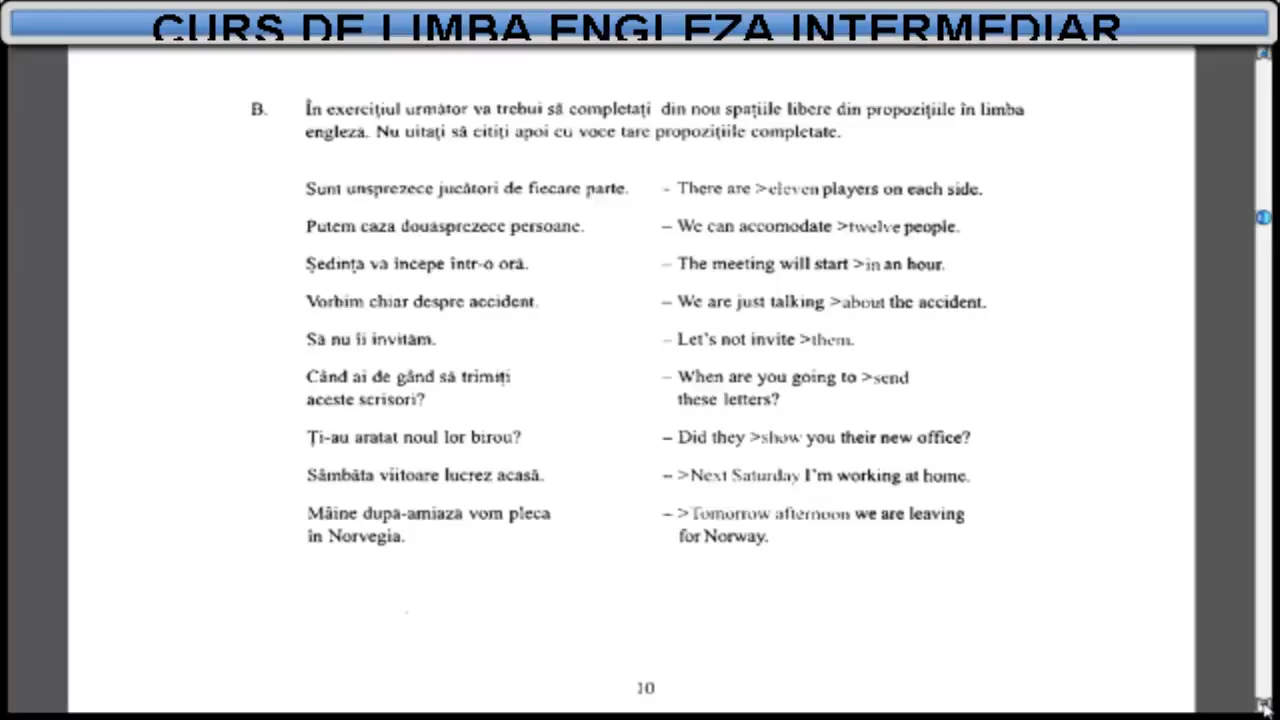 CURS DE LIMBA ENGLEZA INTERMEDIAR
B. În exercițiul următor va trebui să completați din nou spațiile libere din propozițiile în limba
engleză. Nu uitați să citiți apoi cu voce tare propozițiile completate.
Sunt unsprezece jucători de fiecare parte. - There are >eleven players on each side.
Putem caza douăsprezece persoane. – We can accomodate >twelve people.
Ședința va începe într-o oră. – The meeting will start >in an hour.
Vorbim chiar despre accident. – We are just talking >about the accident.
Să nu îi invităm. – Let's not invite >them.
Când ai de gând să trimiți – When are you going to >send
aceste scrisori? these letters?
Ți-au aratat noul lor birou? – Did they >show you their new office?
Sâmbăta viitoare lucrez acasă. – >Next Saturday I'm working at home.
Mâine după-amiază vom pleca – >Tomorrow afternoon we are leaving
în Norvegia. for Norway.
10